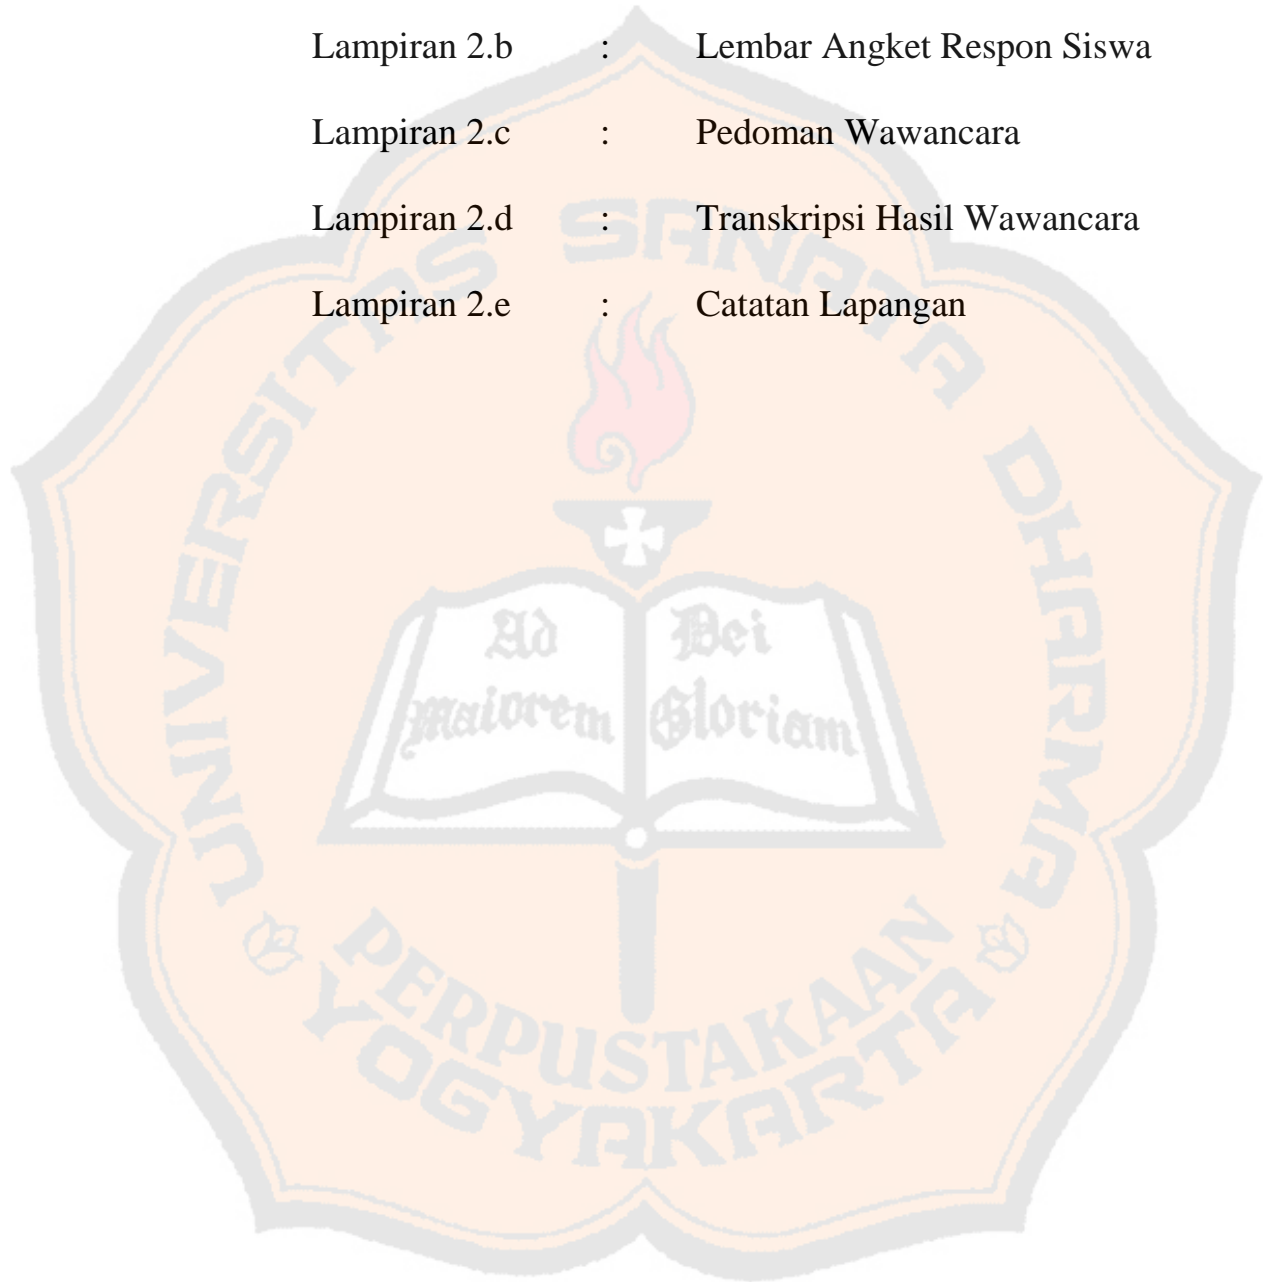 Lampiran 2.b : Lembar Angket Respon Siswa
Lampiran 2.c : Pedoman Wawancara
Lampiran 2.d : Transkripsi Hasil Wawancara
Lampiran 2.e : Catatan Lapangan
UNIVERSITAS SANATA DHARMA
Ad Dei
maiorem Gloriam
PERPUSTAKAAN
YOGYAKARTA